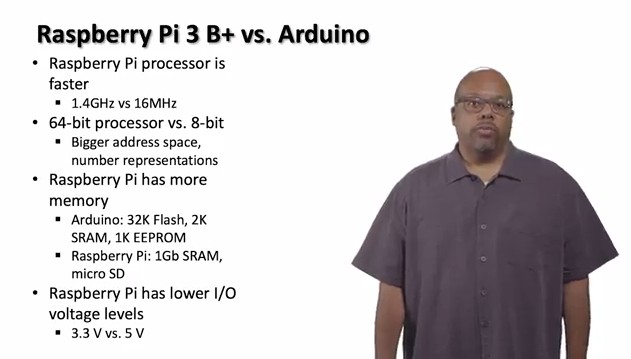 Raspberry Pi 3 B+ vs. Arduino
• Raspberry Pi processor is
faster
▪ 1.4GHz vs 16MHz
• 64-bit processor vs. 8-bit
▪ Bigger address space,
number representations
• Raspberry Pi has more
memory
▪ Arduino: 32K Flash, 2K
SRAM, 1K EEPROM
▪ Raspberry Pi: 1Gb SRAM,
micro SD
• Raspberry Pi has lower I/O
voltage levels
▪ 3.3 V vs. 5 V